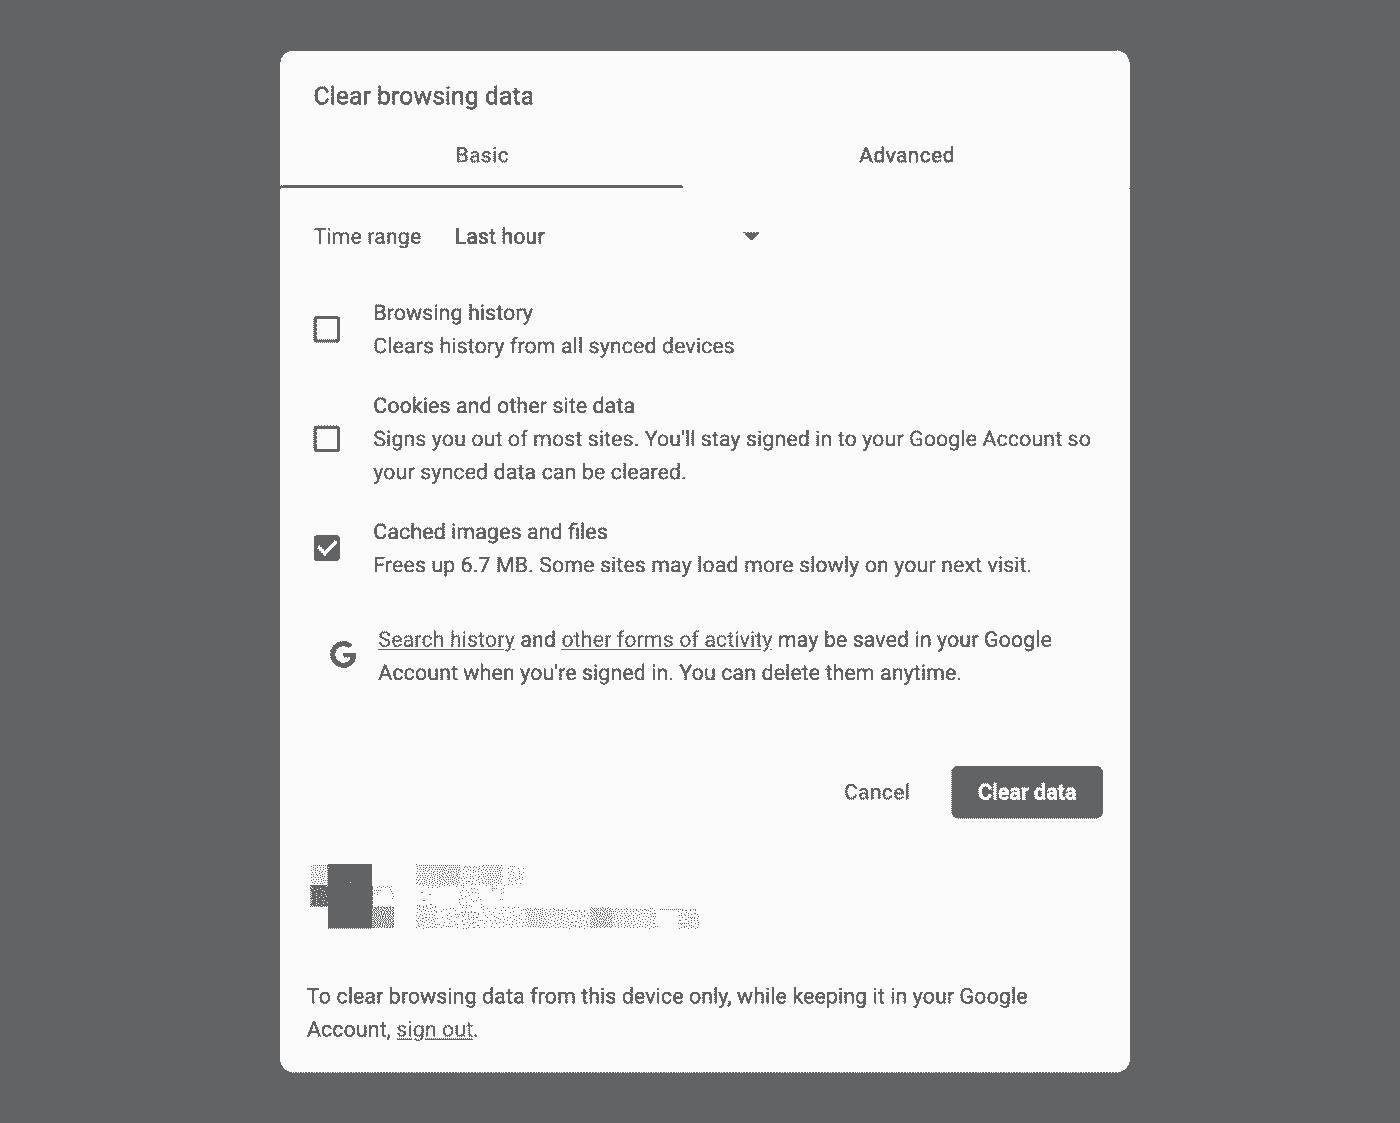 Clear browsing data
Basic
Advanced
Time range
Last hour
Browsing history
Clears history from all synced devices
Cookies and other site data
Signs you out of most sites. You'll stay signed in to your Google Account so
your synced data can be cleared.
Cached images and files
Frees up 6.7 MB. Some sites may load more slowly on your next visit.
Search history and other forms of activity may be saved in your Google
Account when you're signed in. You can delete them anytime.
Cancel
Clear data
To clear browsing data from this device only, while keeping it in your Google
Account, sign out.